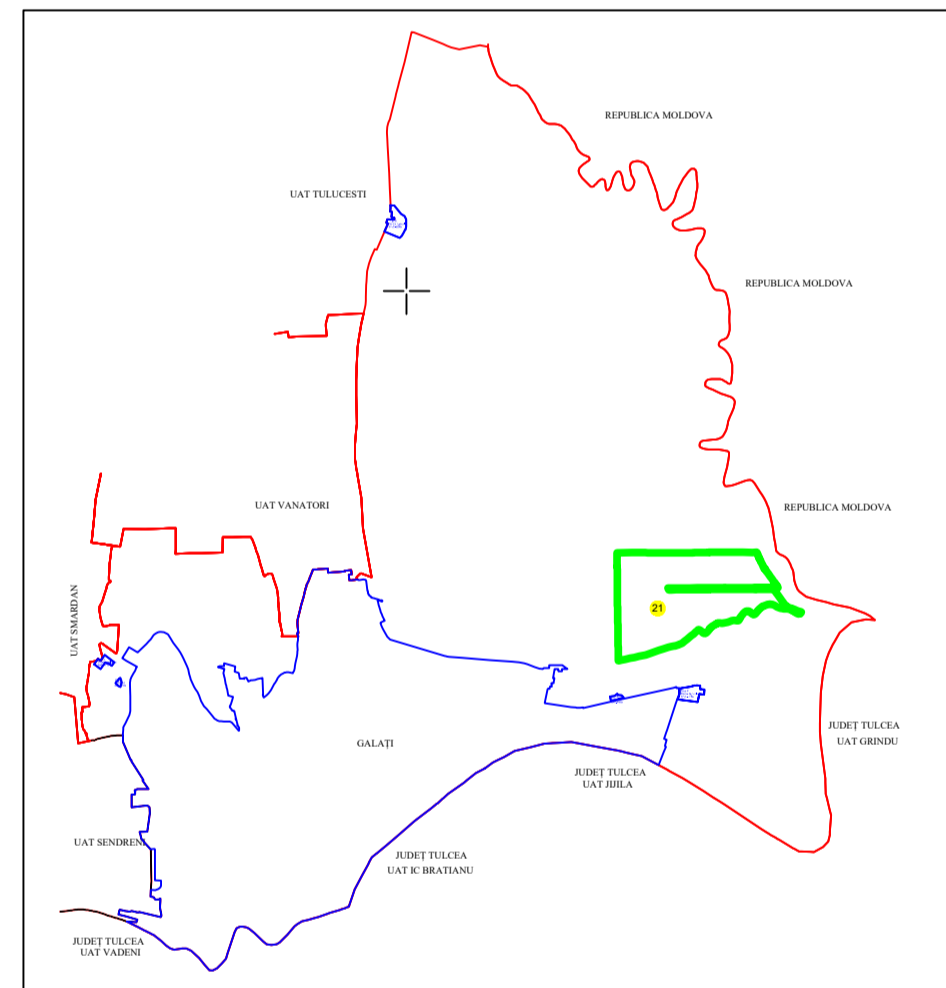 REPUBLICA MOLDOVA
UAT TULUCESTI
REPUBLICA MOLDOVA
UAT VANATORI
REPUBLICA MOLDOVA
UAT SMARDAN
21
JUDEȚ TULCEA
UAT GRINDU
GALAȚI
JUDEȚ TULCEA
UAT JIJILA
UAT SENDRENI
JUDEȚ TULCEA
UAT IC BRATIANU
JUDEȚ TULCEA
UAT VADENI